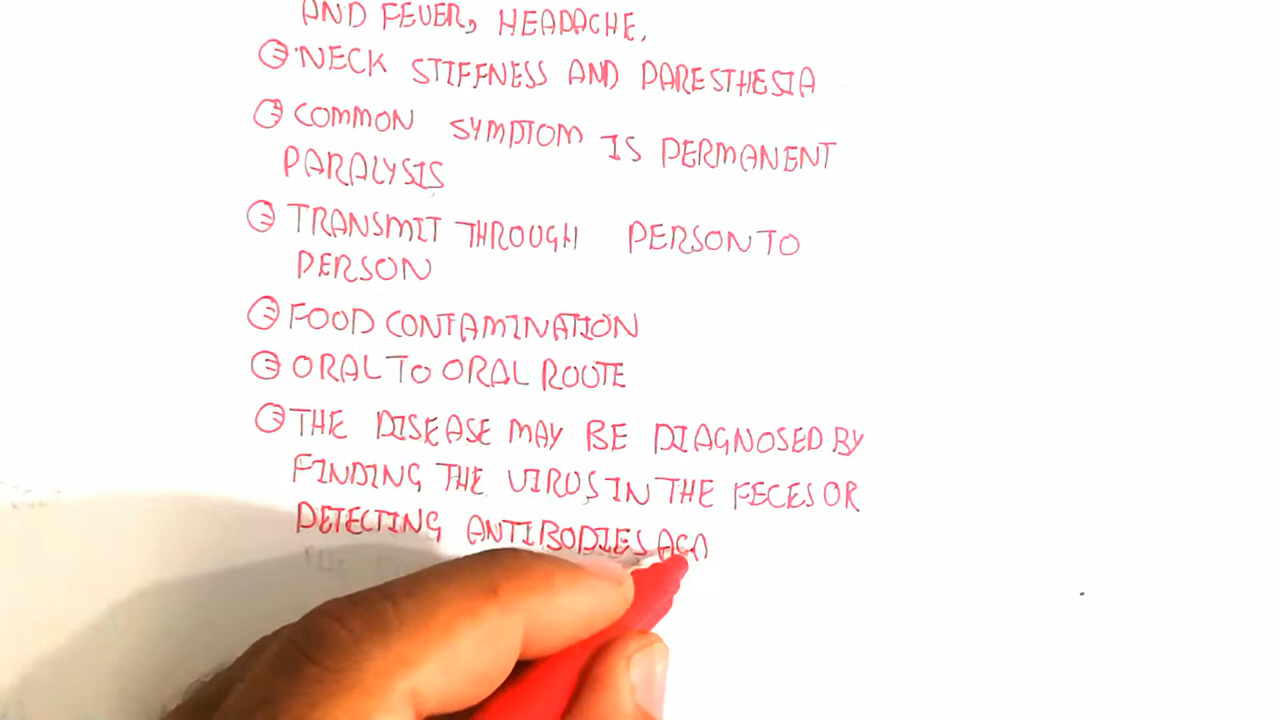 AND FEVER, HEADACHE,
NECK STIFFNESS AND PARESTHESIA
COMMON SYMPTOM IS PERMANENT
PARALYSIS
TRANSMIT THROUGH PERSON TO
PERSON
FOOD CONTAMINATION
ORAL TO ORAL ROUTE
THE DISEASE MAY BE DIAGNOSED BY
FINDING THE VIRUS IN THE FECES OR
DETECTING ANTIBODIES AGA